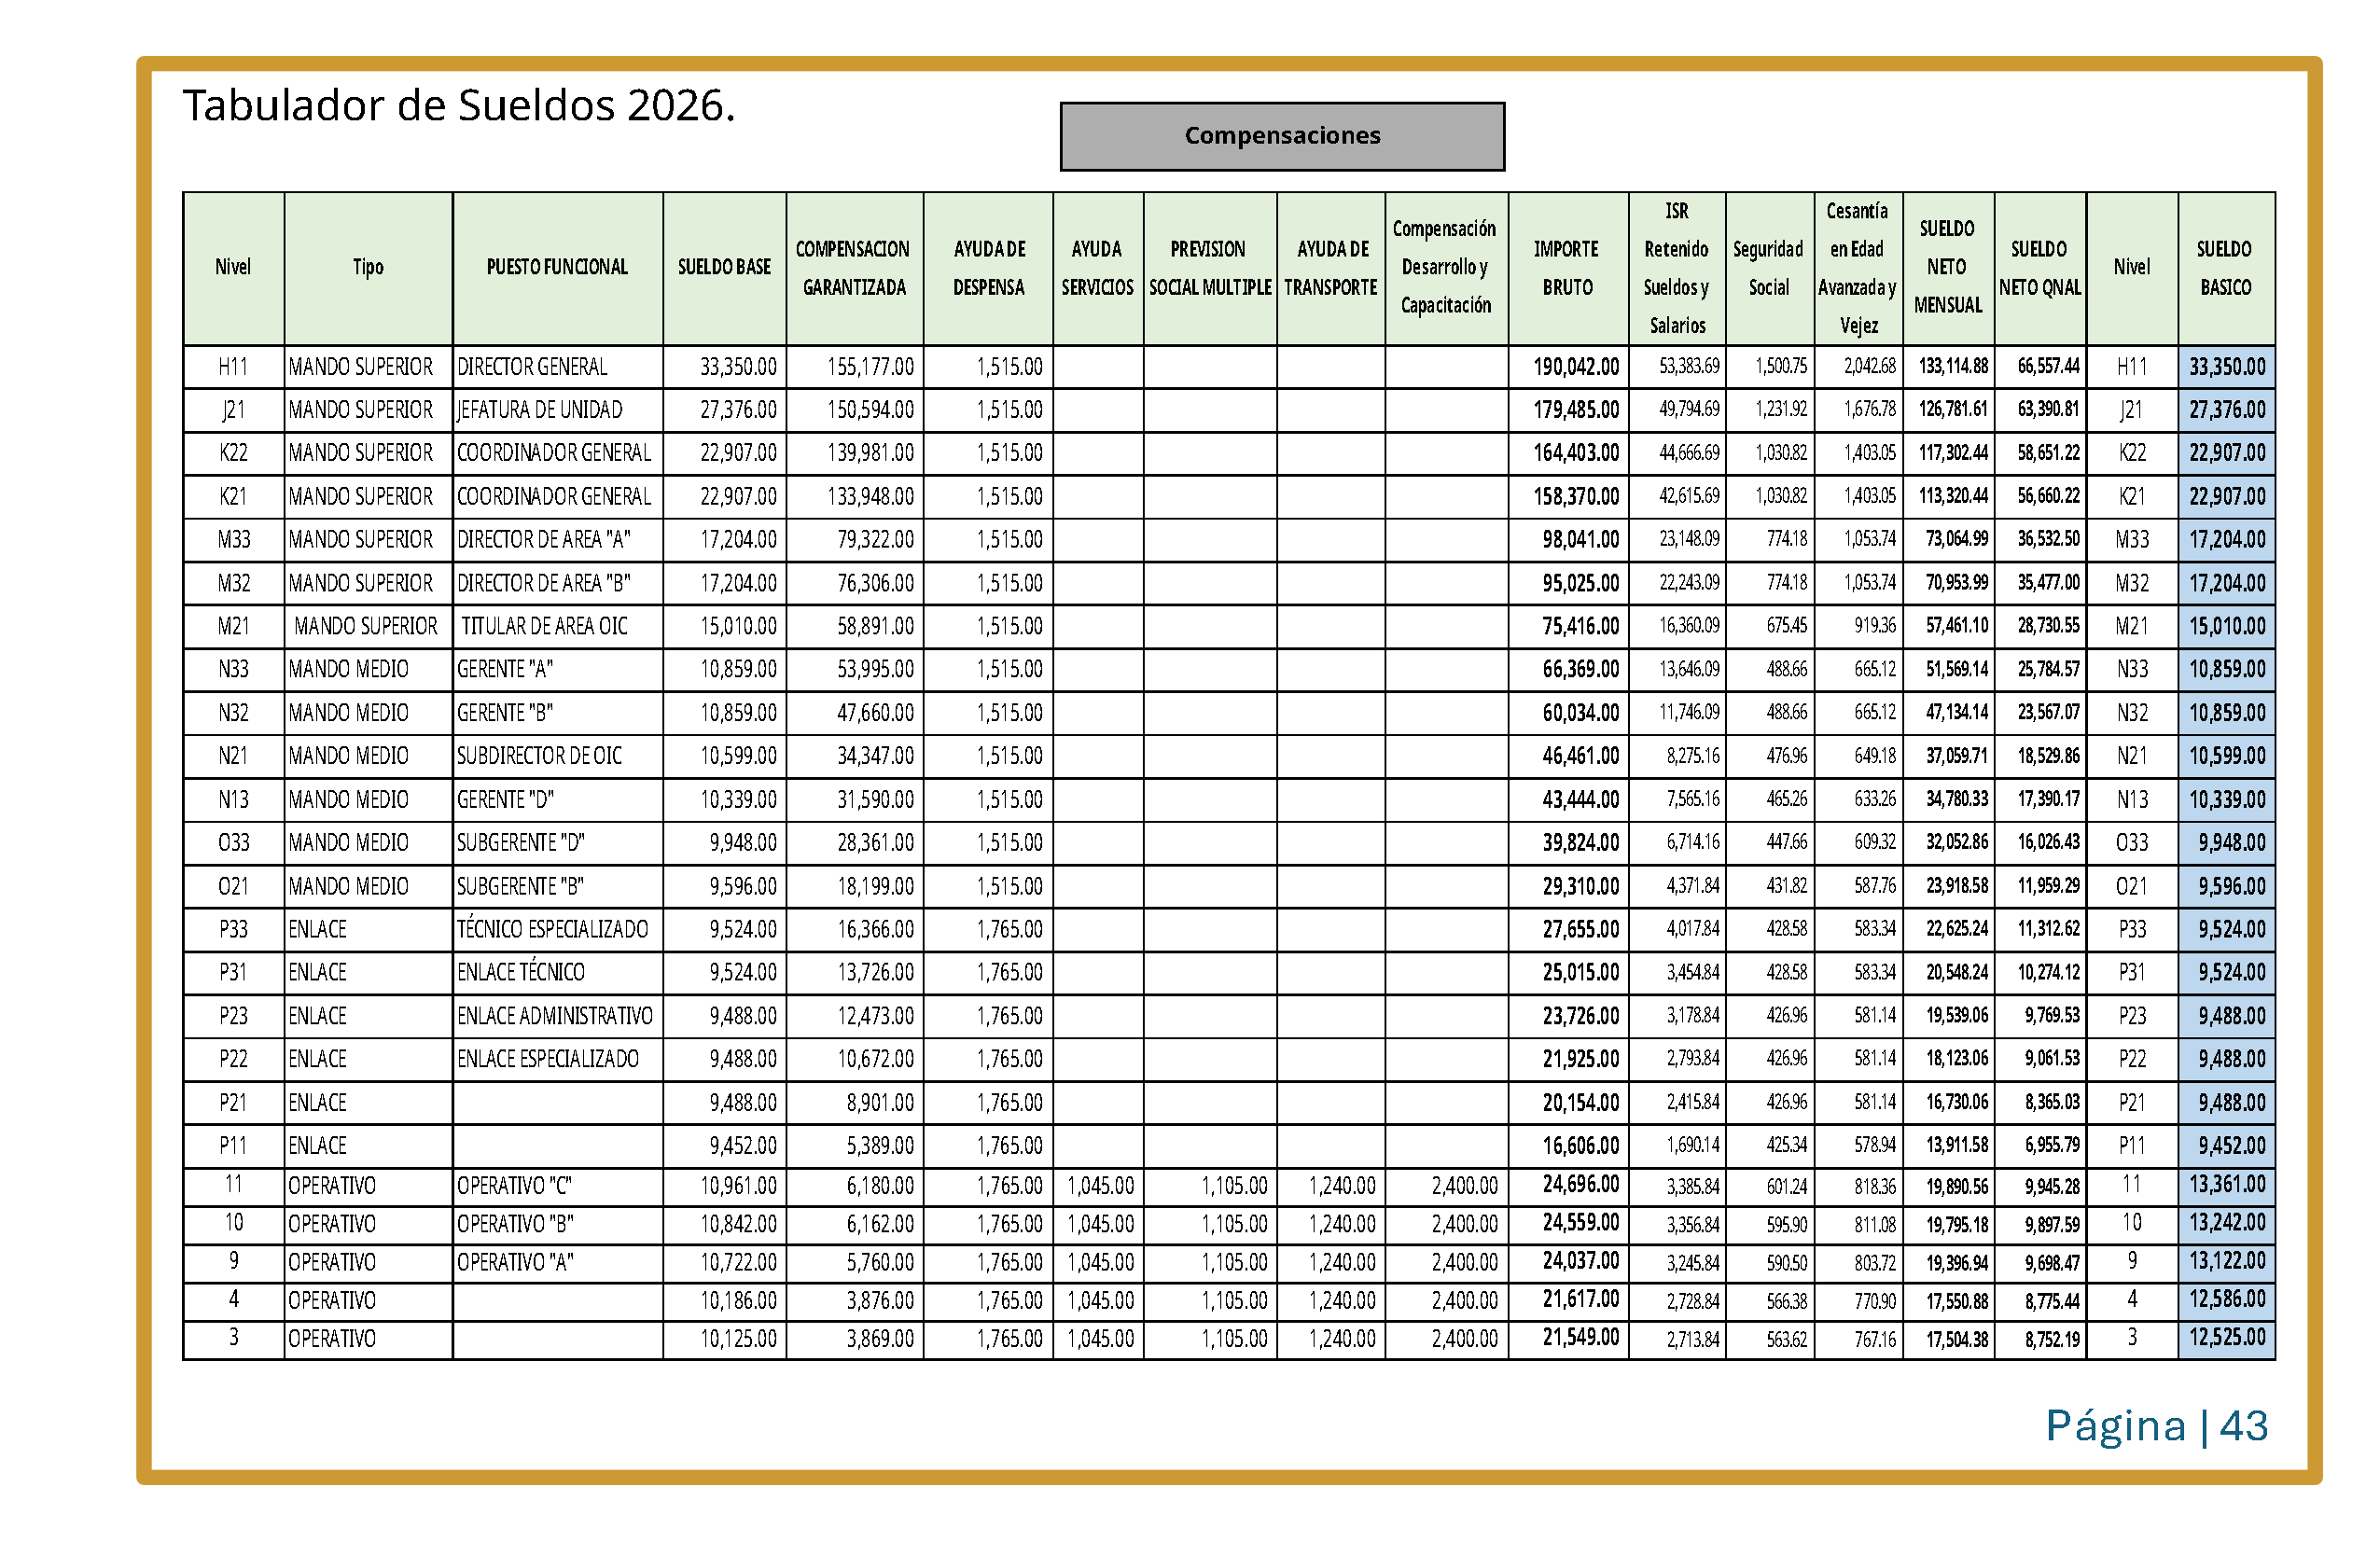 Tabulador de Sueldos 2026.
Compensaciones
Nivel Tipo PUESTO FUNCIONAL SUELDO BASE COMPENSACION GARANTIZADA AYUDA DE DESPENSA AYUDA SERVICIOS PREVISION SOCIAL MULTIPLE AYUDA DE TRANSPORTE Compensación Desarrollo y Capacitación IMPORTE BRUTO ISR Retenido Sueldos y Salarios Seguridad Social Cesantía en Edad Avanzada y Vejez SUELDO NETO MENSUAL SUELDO NETO QNAL Nivel SUELDO BASICO
H11 MANDO SUPERIOR DIRECTOR GENERAL 33,350.00 155,177.00 1,515.00 190,042.00 53,383.69 1,500.75 2,042.68 133,114.88 66,557.44 H11 33,350.00
J21 MANDO SUPERIOR JEFATURA DE UNIDAD 27,376.00 150,594.00 1,515.00 179,485.00 49,794.69 1,231.92 1,676.78 126,781.61 63,390.81 J21 27,376.00
K22 MANDO SUPERIOR COORDINADOR GENERAL 22,907.00 139,981.00 1,515.00 164,403.00 44,666.69 1,030.82 1,403.05 117,302.44 58,651.22 K22 22,907.00
K21 MANDO SUPERIOR COORDINADOR GENERAL 22,907.00 133,948.00 1,515.00 158,370.00 42,615.69 1,030.82 1,403.05 113,320.44 56,660.22 K21 22,907.00
M33 MANDO SUPERIOR DIRECTOR DE AREA "A" 17,204.00 79,322.00 1,515.00 98,041.00 23,148.09 774.18 1,053.74 73,064.99 36,532.50 M33 17,204.00
M32 MANDO SUPERIOR DIRECTOR DE AREA "B" 17,204.00 76,306.00 1,515.00 95,025.00 22,243.09 774.18 1,053.74 70,953.99 35,477.00 M32 17,204.00
M21 MANDO SUPERIOR TITULAR DE AREA OIC 15,010.00 58,891.00 1,515.00 75,416.00 16,360.09 675.45 919.36 57,461.10 28,730.55 M21 15,010.00
N33 MANDO MEDIO GERENTE "A" 10,859.00 53,995.00 1,515.00 66,369.00 13,646.09 488.66 665.12 51,569.14 25,784.57 N33 10,859.00
N32 MANDO MEDIO GERENTE "B" 10,859.00 47,660.00 1,515.00 60,034.00 11,746.09 488.66 665.12 47,134.14 23,567.07 N32 10,859.00
N21 MANDO MEDIO SUBDIRECTOR DE OIC 10,599.00 34,347.00 1,515.00 46,461.00 8,275.16 476.96 649.18 37,059.71 18,529.86 N21 10,599.00
N13 MANDO MEDIO GERENTE "D" 10,339.00 31,590.00 1,515.00 43,444.00 7,565.16 465.26 633.26 34,780.33 17,390.17 N13 10,339.00
O33 MANDO MEDIO SUBGERENTE "D" 9,948.00 28,361.00 1,515.00 39,824.00 6,714.16 447.66 609.32 32,052.86 16,026.43 O33 9,948.00
O21 MANDO MEDIO SUBGERENTE "B" 9,596.00 18,199.00 1,515.00 29,310.00 4,371.84 431.82 587.76 23,918.58 11,959.29 O21 9,596.00
P33 ENLACE TÉCNICO ESPECIALIZADO 9,524.00 16,366.00 1,765.00 27,655.00 4,017.84 428.58 583.34 22,625.24 11,312.62 P33 9,524.00
P31 ENLACE ENLACE TÉCNICO 9,524.00 13,726.00 1,765.00 25,015.00 3,454.84 428.58 583.34 20,548.24 10,274.12 P31 9,524.00
P23 ENLACE ENLACE ADMINISTRATIVO 9,488.00 12,473.00 1,765.00 23,726.00 3,178.84 426.96 581.14 19,539.06 9,769.53 P23 9,488.00
P22 ENLACE ENLACE ESPECIALIZADO 9,488.00 10,672.00 1,765.00 21,925.00 2,793.84 426.96 581.14 18,123.06 9,061.53 P22 9,488.00
P21 ENLACE 9,488.00 8,901.00 1,765.00 20,154.00 2,415.84 426.96 581.14 16,730.06 8,365.03 P21 9,488.00
P11 ENLACE 9,452.00 5,389.00 1,765.00 16,606.00 1,690.14 425.34 578.94 13,911.58 6,955.79 P11 9,452.00
11 OPERATIVO OPERATIVO "C" 10,961.00 6,180.00 1,765.00 1,045.00 1,105.00 1,240.00 2,400.00 24,696.00 3,385.84 601.24 818.36 19,890.56 9,945.28 11 13,361.00
10 OPERATIVO OPERATIVO "B" 10,842.00 6,162.00 1,765.00 1,045.00 1,105.00 1,240.00 2,400.00 24,559.00 3,356.84 595.90 811.08 19,795.18 9,897.59 10 13,242.00
9 OPERATIVO OPERATIVO "A" 10,722.00 5,760.00 1,765.00 1,045.00 1,105.00 1,240.00 2,400.00 24,037.00 3,245.84 590.50 803.72 19,396.94 9,698.47 9 13,122.00
4 OPERATIVO 10,186.00 3,876.00 1,765.00 1,045.00 1,105.00 1,240.00 2,400.00 21,617.00 2,728.84 566.38 770.90 17,550.88 8,775.44 4 12,586.00
3 OPERATIVO 10,125.00 3,869.00 1,765.00 1,045.00 1,105.00 1,240.00 2,400.00 21,549.00 2,713.84 563.62 767.16 17,504.38 8,752.19 3 12,525.00
Página | 43